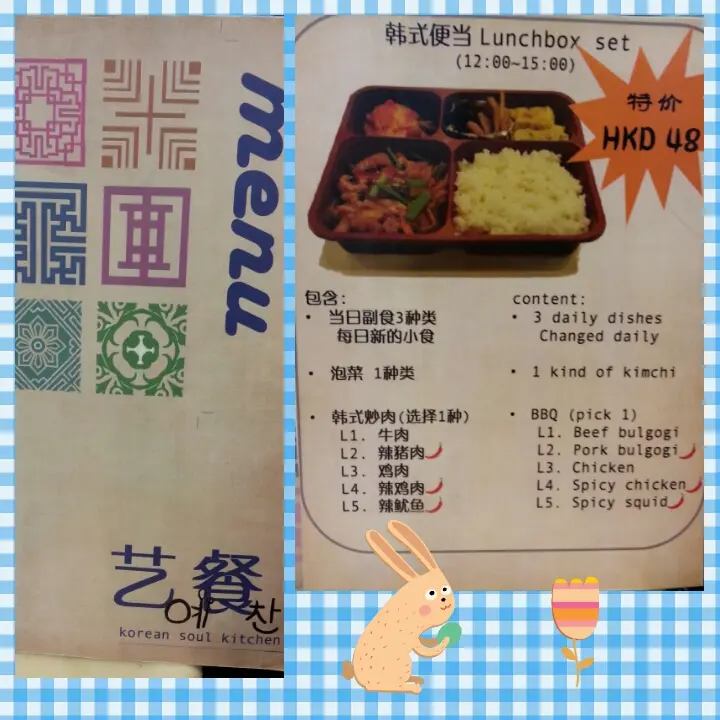 menu
艺餐
예찬
korean soul kitchen
韩式便当 Lunchbox set
(12:00~15:00)
特价
HKD 48
包含:
• 当日副食3种类
每日新的小食
• 泡菜 1种类
• 韩式炒肉(选择1种)
L1. 牛肉
L2. 辣猪肉
L3. 鸡肉
L4. 辣鸡肉
L5. 辣鱿鱼
content:
• 3 daily dishes
Changed daily
• 1 kind of kimchi
• BBQ (pick 1)
L1. Beef bulgogi
L2. Pork bulgogi
L3. Chicken
L4. Spicy chicken
L5. Spicy squid